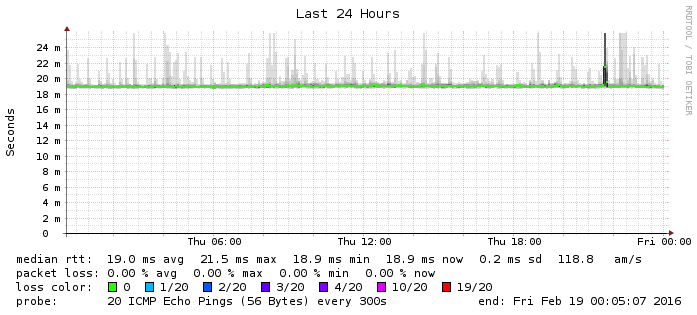 Last 24 Hours
RRDTOOL / TOBI OETIKER
Seconds
24 m
22 m
20 m
18 m
16 m
14 m
12 m
10 m
8 m
6 m
4 m
2 m
0
Thu 06:00 Thu 12:00 Thu 18:00 Fri 00:00
median rtt: 19.0 ms avg 21.5 ms max 18.9 ms min 18.9 ms now 0.2 ms sd 118.8 am/s
packet loss: 0.00 % avg 0.00 % max 0.00 % min 0.00 % now
loss color: 0 1/20 2/20 3/20 4/20 10/20 19/20
probe: 20 ICMP Echo Pings (56 Bytes) every 300s end: Fri Feb 19 00:05:07 2016